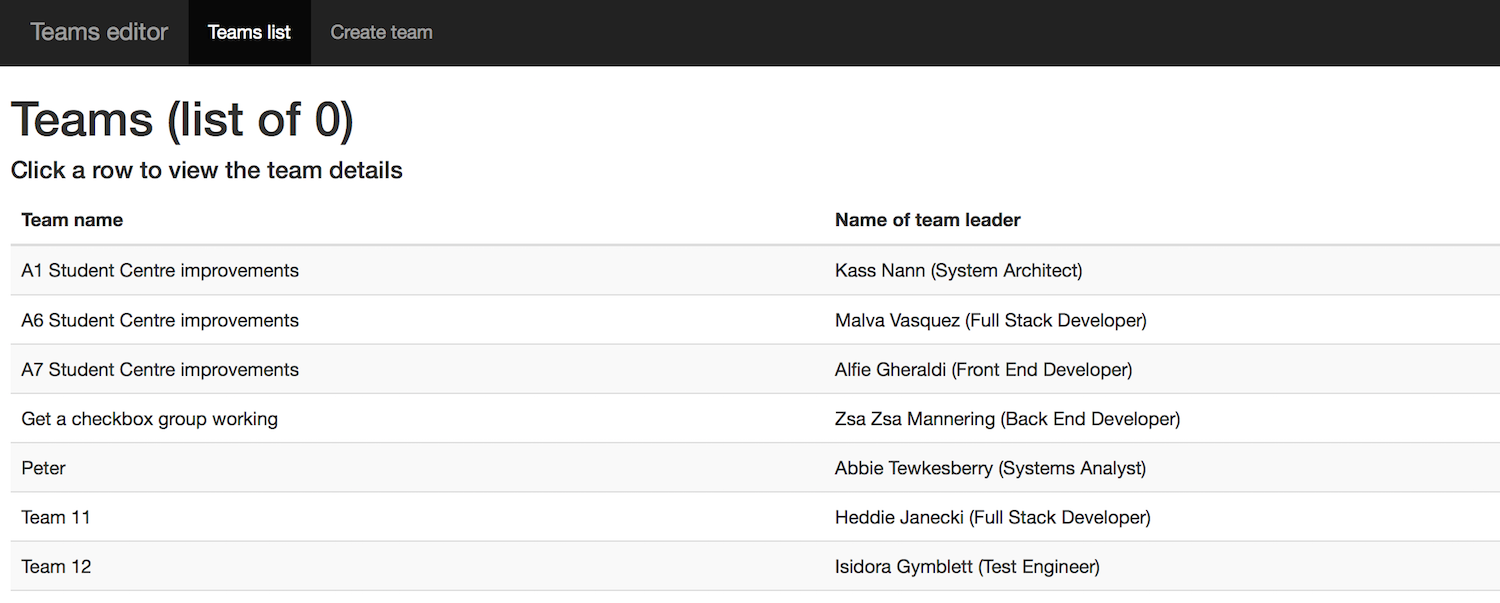 Teams editor Teams list Create team
Teams (list of 0)
Click a row to view the team details
Team name Name of team leader
A1 Student Centre improvements Kass Nann (System Architect)
A6 Student Centre improvements Malva Vasquez (Full Stack Developer)
A7 Student Centre improvements Alfie Gheraldi (Front End Developer)
Get a checkbox group working Zsa Zsa Mannering (Back End Developer)
Peter Abbie Tewkesberry (Systems Analyst)
Team 11 Heddie Janecki (Full Stack Developer)
Team 12 Isidora Gymblett (Test Engineer)